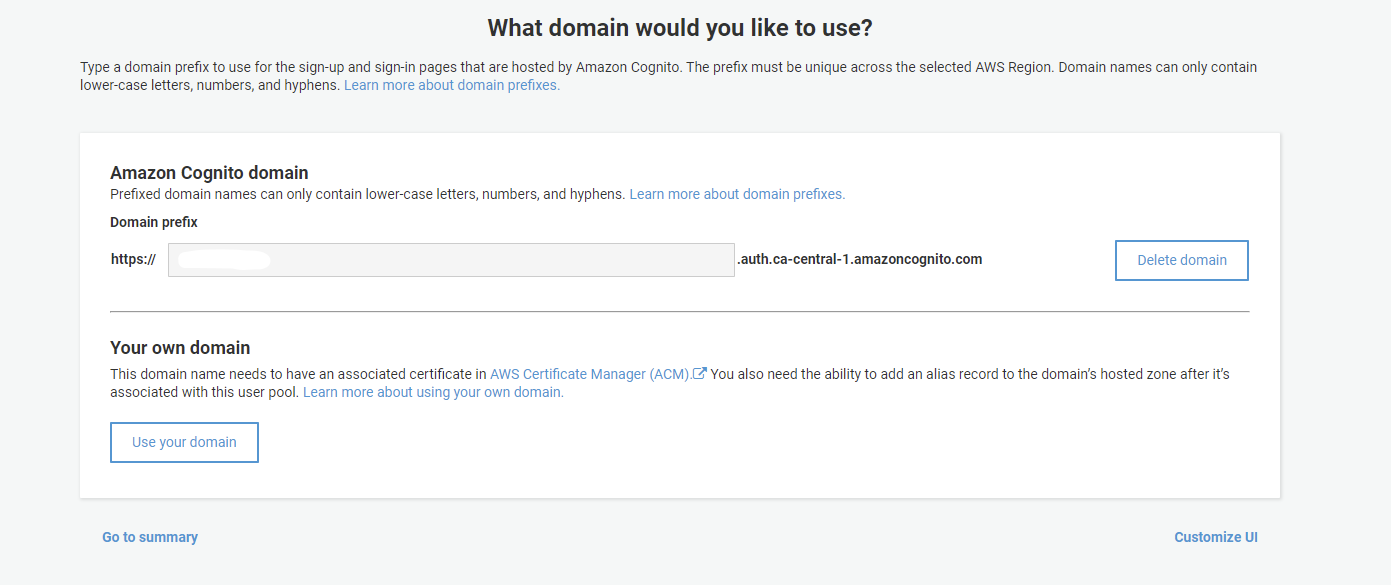 What domain would you like to use?
Type a domain prefix to use for the sign-up and sign-in pages that are hosted by Amazon Cognito. The prefix must be unique across the selected AWS Region. Domain names can only contain
lower-case letters, numbers, and hyphens. Learn more about domain prefixes.
Amazon Cognito domain
Prefixed domain names can only contain lower-case letters, numbers, and hyphens. Learn more about domain prefixes.
Domain prefix
https:// .auth.ca-central-1.amazoncognito.com Delete domain
Your own domain
This domain name needs to have an associated certificate in AWS Certificate Manager (ACM). You also need the ability to add an alias record to the domain’s hosted zone after it’s
associated with this user pool. Learn more about using your own domain.
Use your domain
Go to summary Customize UI